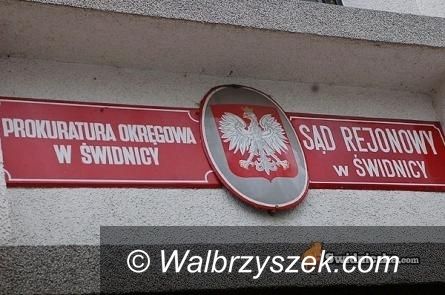 PROKURATURA OKRĘGOWA
W ŚWIDNICY
SĄD REJONOWY
W ŚWIDNICY
© Walbrzyszek.com